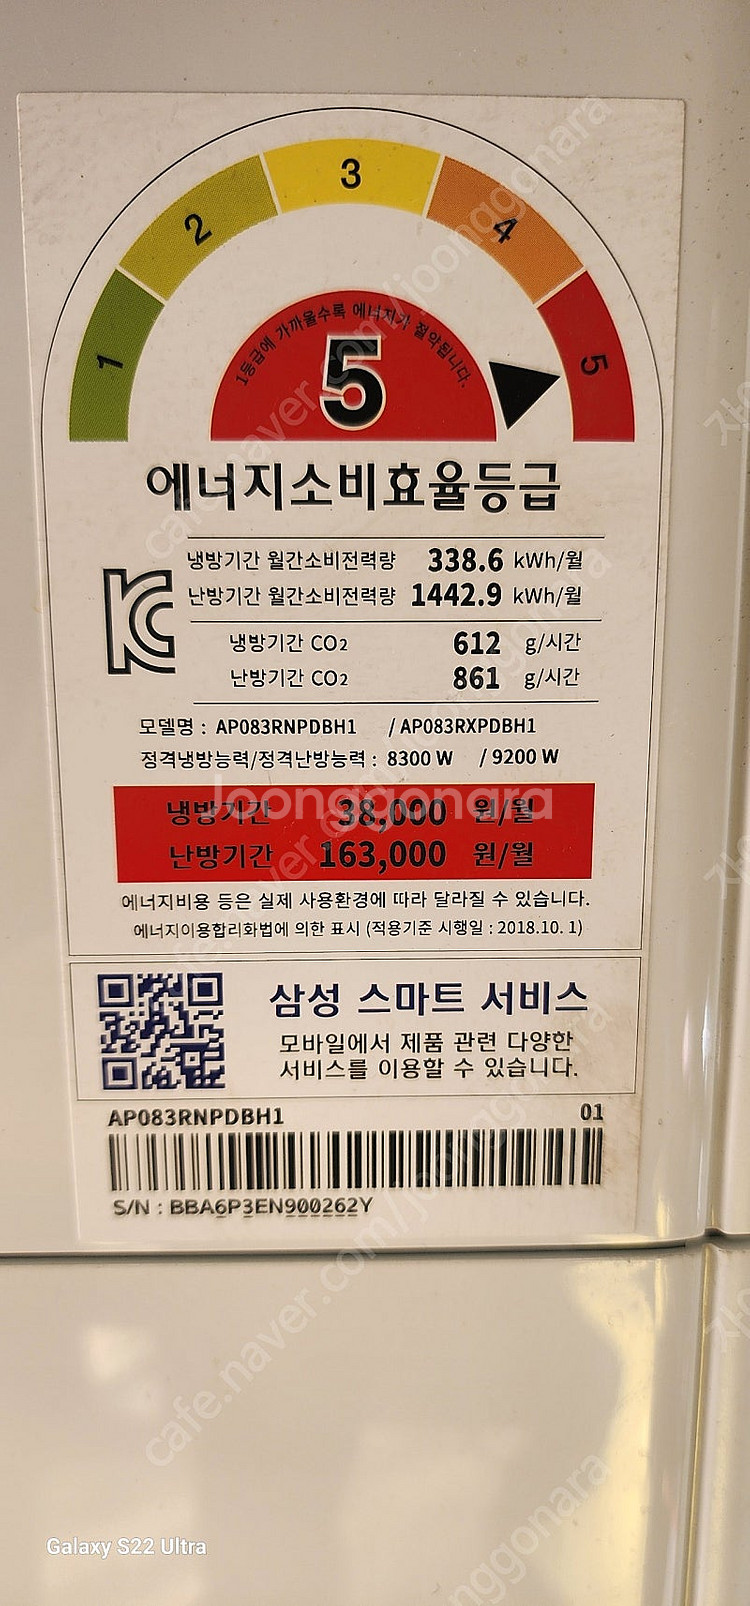 1 2 3 4 5
1등급에 가까울수록 에너지가 절약됩니다.
5
에너지소비효율등급
냉방기간 월간소비전력량 338.6 kWh/월
난방기간 월간소비전력량 1442.9 kWh/월
냉방기간 CO2 612 g/시간
난방기간 CO2 861 g/시간
모델명 : AP083RNPDBH1 / AP083RXPDBH1
정격냉방능력/정격난방능력 : 8300 W / 9200 W
Joonggonara
냉방기간 38,000 원/월
난방기간 163,000 원/월
에너지비용 등은 실제 사용환경에 따라 달라질 수 있습니다.
에너지이용합리화법에 의한 표시 (적용기준 시행일 : 2018.10. 1)
삼성 스마트 서비스
모바일에서 제품 관련 다양한
서비스를 이용할 수 있습니다.
AP083RNPDBH1 01
S/N : BBA6P3EN900262Y
cafe.naver.com/joonggonara
Galaxy S22 Ultra